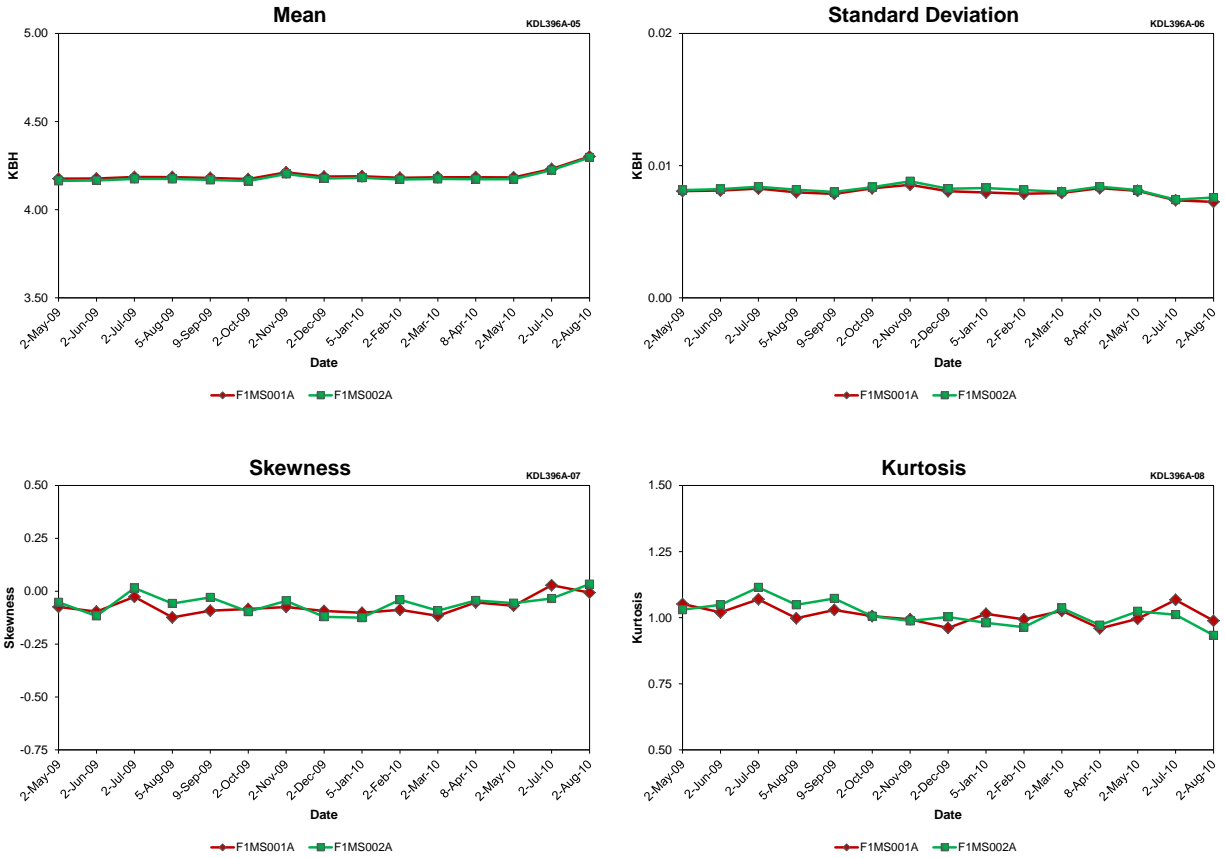 Mean
KDL396A-05
5.00
4.50
4.00
3.50
KBH
2-May-09
2-Jun-09
2-Jul-09
5-Aug-09
9-Sep-09
2-Oct-09
2-Nov-09
2-Dec-09
5-Jan-10
2-Feb-10
2-Mar-10
8-Apr-10
2-May-10
2-Jul-10
2-Aug-10
Date
F1MS001A F1MS002A
Standard Deviation
KDL396A-06
0.02
0.01
0.00
KBH
2-May-09
2-Jun-09
2-Jul-09
5-Aug-09
9-Sep-09
2-Oct-09
2-Nov-09
2-Dec-09
5-Jan-10
2-Feb-10
2-Mar-10
8-Apr-10
2-May-10
2-Jul-10
2-Aug-10
Date
F1MS001A F1MS002A
Skewness
KDL396A-07
0.50
0.25
0.00
-0.25
-0.50
-0.75
Skewness
2-May-09
2-Jun-09
2-Jul-09
5-Aug-09
9-Sep-09
2-Oct-09
2-Nov-09
2-Dec-09
5-Jan-10
2-Feb-10
2-Mar-10
8-Apr-10
2-May-10
2-Jul-10
2-Aug-10
Date
F1MS001A F1MS002A
Kurtosis
KDL396A-08
1.50
1.25
1.00
0.75
0.50
Kurtosis
2-May-09
2-Jun-09
2-Jul-09
5-Aug-09
9-Sep-09
2-Oct-09
2-Nov-09
2-Dec-09
5-Jan-10
2-Feb-10
2-Mar-10
8-Apr-10
2-May-10
2-Jul-10
2-Aug-10
Date
F1MS001A F1MS002A